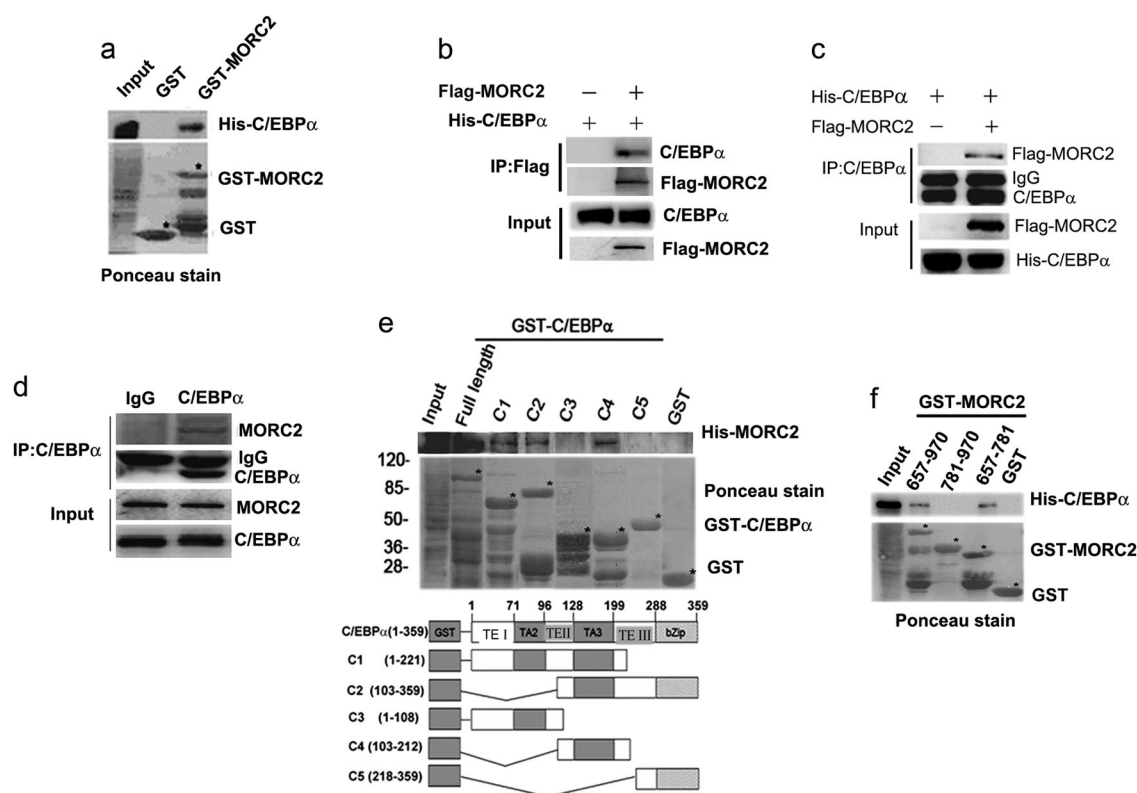 a
Input
GST
GST-MORC2
His-C/EBPα
GST-MORC2
GST
Ponceau stain
b
Flag-MORC2 − +
His-C/EBPα + +
IP:Flag
C/EBPα
Flag-MORC2
Input
C/EBPα
Flag-MORC2
c
His-C/EBPα + +
Flag-MORC2 − +
IP:C/EBPα
Flag-MORC2
IgG
C/EBPα
Input
Flag-MORC2
His-C/EBPα
d
IgG C/EBPα
IP:C/EBPα
MORC2
IgG
C/EBPα
Input
MORC2
C/EBPα
e
GST-C/EBPα
Input
Full length
C1
C2
C3
C4
C5
GST
His-MORC2
120-
85-
50-
36-
28-
Ponceau stain
GST-C/EBPα
GST
1 71 96 128 199 288 359
C/EBPα(1-359) GST TE I TA2 TEII TA3 TE III bZip
C1 (1-221)
C2 (103-359)
C3 (1-108)
C4 (103-212)
C5 (218-359)
f
GST-MORC2
Input
657-970
781-970
657-781
GST
His-C/EBPα
GST-MORC2
GST
Ponceau stain